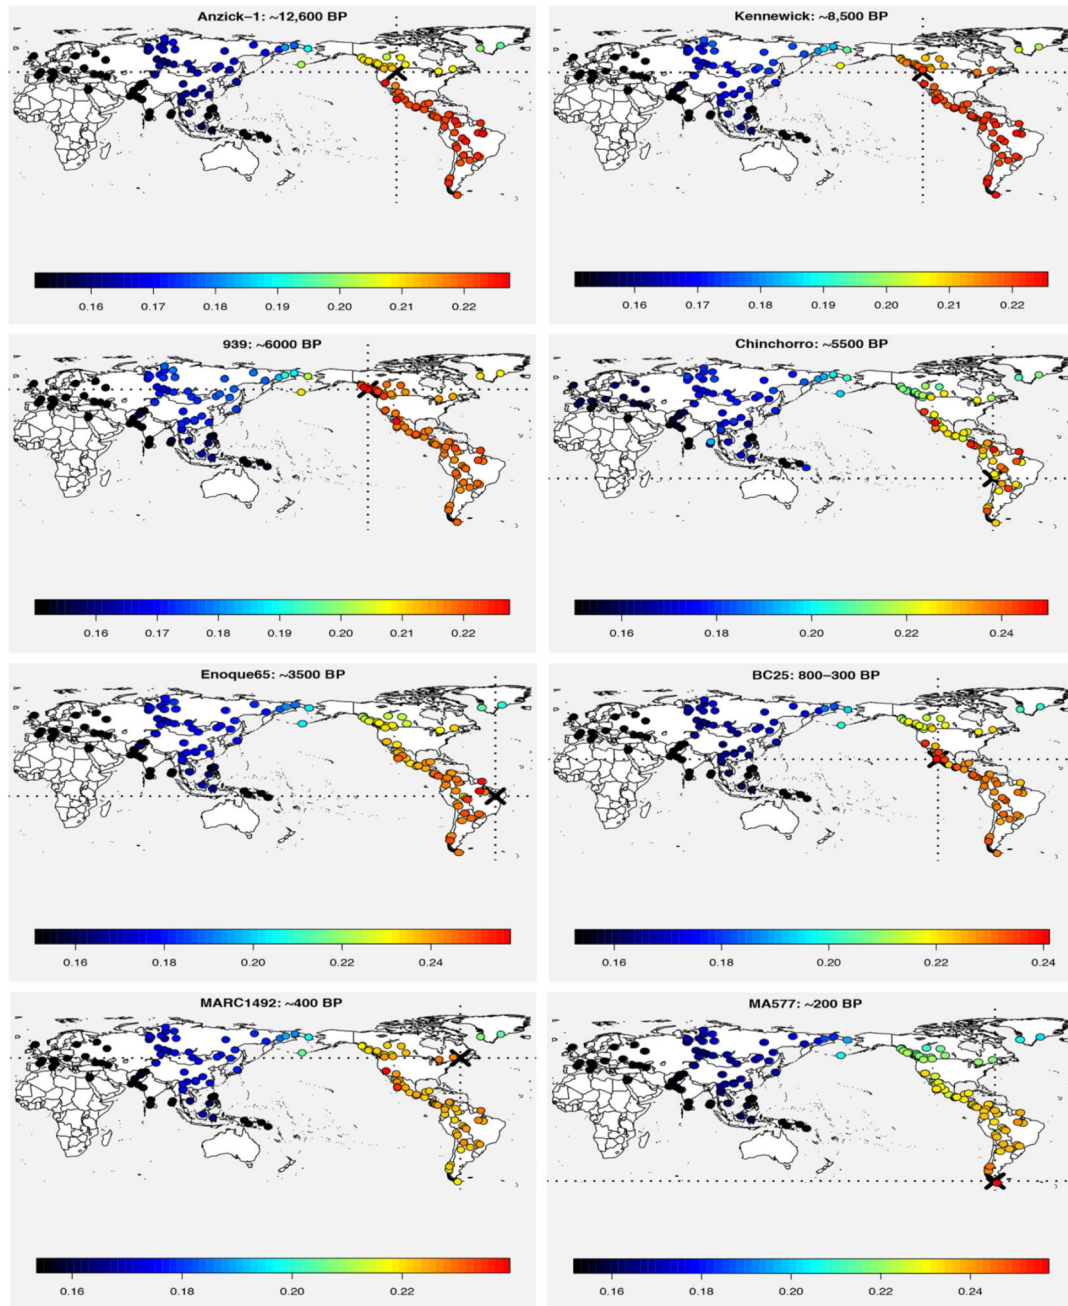 Anzick–1: ~12,600 BP
0.16 0.17 0.18 0.19 0.20 0.21 0.22
Kennewick: ~8,500 BP
0.16 0.17 0.18 0.19 0.20 0.21 0.22
939: ~6000 BP
0.16 0.17 0.18 0.19 0.20 0.21 0.22
Chinchorro: ~5500 BP
0.16 0.18 0.20 0.22 0.24
Enoque65: ~3500 BP
0.16 0.18 0.20 0.22 0.24
BC25: 800–300 BP
0.16 0.18 0.20 0.22 0.24
MARC1492: ~400 BP
0.16 0.18 0.20 0.22
MA577: ~200 BP
0.16 0.18 0.20 0.22 0.24